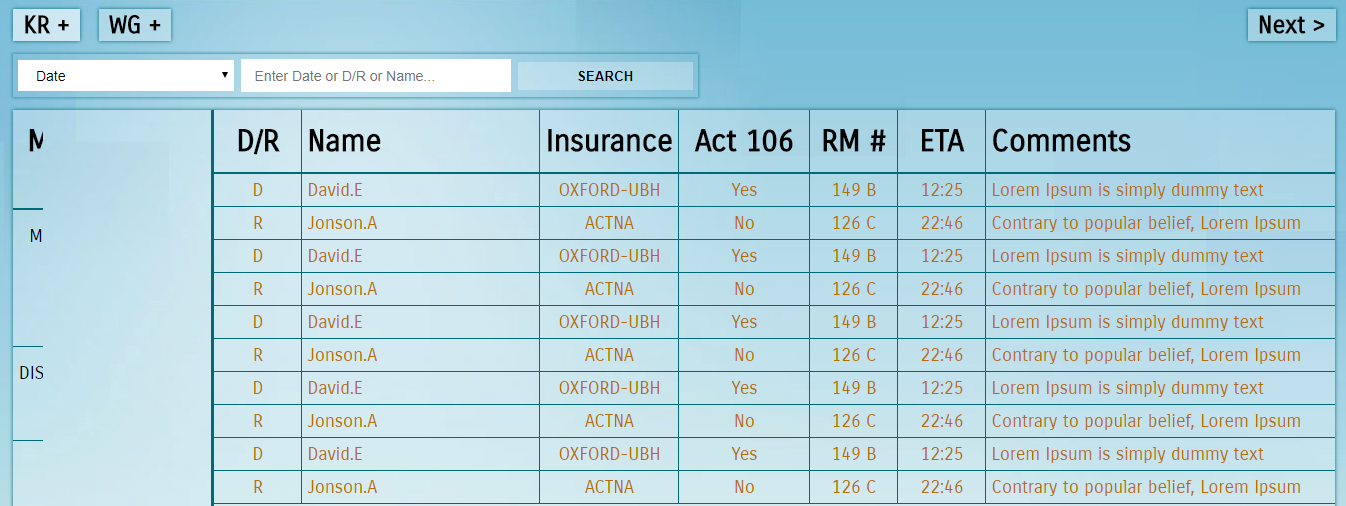 KR + WG + Next >
Date Enter Date or D/R or Name... SEARCH
D/R Name Insurance Act 106 RM # ETA Comments
D David.E OXFORD-UBH Yes 149 B 12:25 Lorem Ipsum is simply dummy text
M R Jonson.A ACTNA No 126 C 22:46 Contrary to popular belief, Lorem Ipsum
D David.E OXFORD-UBH Yes 149 B 12:25 Lorem Ipsum is simply dummy text
R Jonson.A ACTNA No 126 C 22:46 Contrary to popular belief, Lorem Ipsum
D David.E OXFORD-UBH Yes 149 B 12:25 Lorem Ipsum is simply dummy text
R Jonson.A ACTNA No 126 C 22:46 Contrary to popular belief, Lorem Ipsum
DIS D David.E OXFORD-UBH Yes 149 B 12:25 Lorem Ipsum is simply dummy text
R Jonson.A ACTNA No 126 C 22:46 Contrary to popular belief, Lorem Ipsum
D David.E OXFORD-UBH Yes 149 B 12:25 Lorem Ipsum is simply dummy text
R Jonson.A ACTNA No 126 C 22:46 Contrary to popular belief, Lorem Ipsum